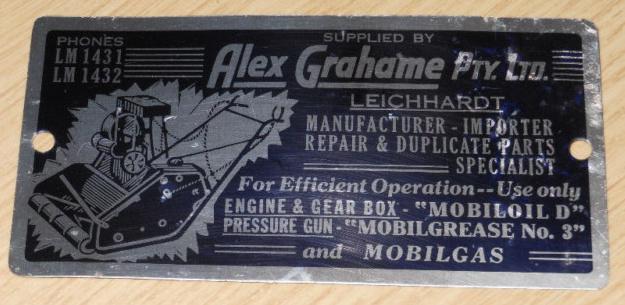 PHONES
LM 1431
LM 1432
SUPPLIED BY
Alex Grahame PTY. LTD.
LEICHHARDT
MANUFACTURER - IMPORTER
REPAIR & DUPLICATE PARTS
SPECIALIST
For Efficient Operation--Use only
ENGINE & GEAR BOX - "MOBILOIL D"
PRESSURE GUN - "MOBILGREASE No. 3"
and MOBILGAS